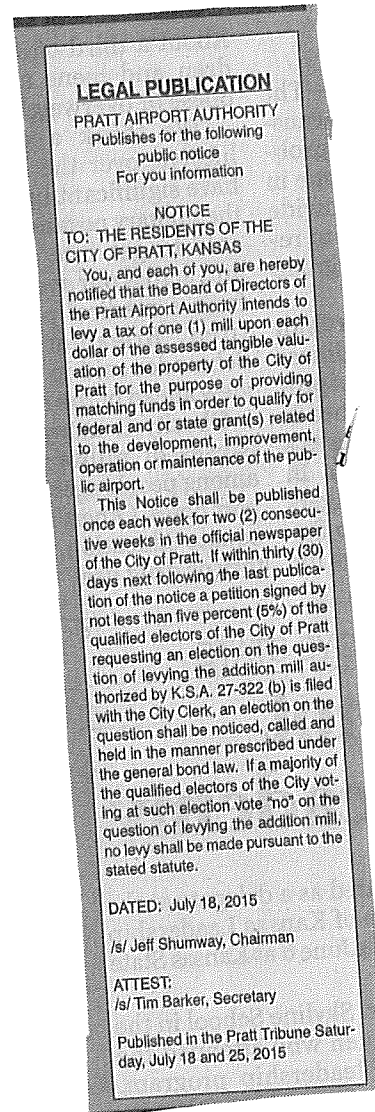 LEGAL PUBLICATION
PRATT AIRPORT AUTHORITY
Publishes for the following
public notice
For you information
NOTICE
TO: THE RESIDENTS OF THE
CITY OF PRATT, KANSAS
You, and each of you, are hereby
notified that the Board of Directors of
the Pratt Airport Authority intends to
levy a tax of one (1) mill upon each
dollar of the assessed tangible valu-
ation of the property of the City of
Pratt for the purpose of providing
matching funds in order to qualify for
federal and or state grant(s) related
to the development, improvement,
operation or maintenance of the pub-
lic airport.
This Notice shall be published
once each week for two (2) consecu-
tive weeks in the official newspaper
of the City of Pratt. If within thirty (30)
days next following the last publica-
tion of the notice a petition signed by
not less than five percent (5%) of the
qualified electors of the City of Pratt
requesting an election on the ques-
tion of levying the addition mill au-
thorized by K.S.A. 27-322 (b) is filed
with the City Clerk, an election on the
question shall be noticed, called and
held in the manner prescribed under
the general bond law. If a majority of
the qualified electors of the City vot-
ing at such election vote "no" on the
question of levying the addition mill,
no levy shall be made pursuant to the
stated statute.
DATED: July 18, 2015
/s/ Jeff Shumway, Chairman
ATTEST:
/s/ Tim Barker, Secretary
Published in the Pratt Tribune Satur-
day, July 18 and 25, 2015